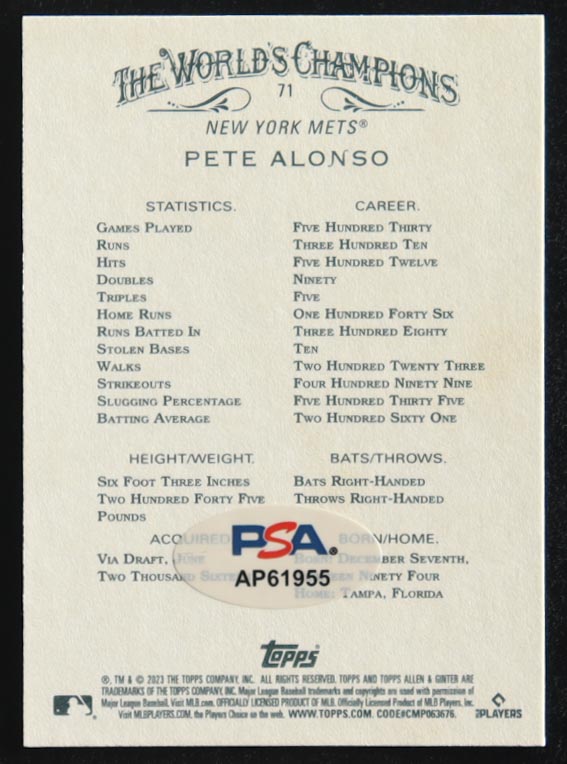 THE WORLD'S CHAMPIONS
71
NEW YORK METS®
PETE ALONSO
STATISTICS. CAREER.
GAMES PLAYED FIVE HUNDRED THIRTY
RUNS THREE HUNDRED TEN
HITS FIVE HUNDRED TWELVE
DOUBLES NINETY
TRIPLES FIVE
HOME RUNS ONE HUNDRED FORTY SIX
RUNS BATTED IN THREE HUNDRED EIGHTY
STOLEN BASES TEN
WALKS TWO HUNDRED TWENTY THREE
STRIKEOUTS FOUR HUNDRED NINETY NINE
SLUGGING PERCENTAGE FIVE HUNDRED THIRTY FIVE
BATTING AVERAGE TWO HUNDRED SIXTY ONE
HEIGHT/WEIGHT. BATS/THROWS.
SIX FOOT THREE INCHES BATS RIGHT-HANDED
TWO HUNDRED FORTY FIVE THROWS RIGHT-HANDED
POUNDS
ACQUIRED BORN/HOME.
VIA DRAFT, JUNE BORN: DECEMBER SEVENTH,
TWO THOUSAND NINETY FOUR
HOME: TAMPA, FLORIDA
PSA®
AP61955
TOPPS
®, TM & © 2023 THE TOPPS COMPANY, INC. ALL RIGHTS RESERVED. TOPPS AND TOPPS ALLEN & GINTER ARE
TRADEMARKS OF THE TOPPS COMPANY, INC. Major League Baseball trademarks and copyrights are used with permission of
Major League Baseball. Visit MLB.com. OFFICIALLY LICENSED PRODUCT OF MLB. Officially Licensed Product of MLB Players, Inc.
Visit MLBPLAYERS.COM, the Players Choice on the web. WWW.TOPPS.COM. CODE#CMP063676.
PLAYERS